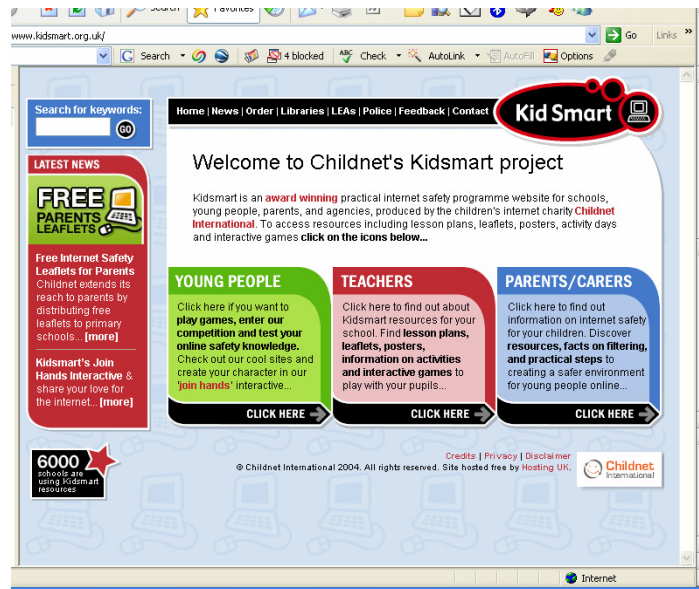 Search Favorites
www.kidsmart.org.uk/ Go Links »
Search 4 blocked Check AutoLink AutoFill Options
Search for keywords:
GO
Home | News | Order | Libraries | LEAs | Police | Feedback | Contact
Kid Smart
LATEST NEWS
FREE
PARENTS
LEAFLETS
Free Internet Safety
Leaflets for Parents
Childnet extends its
reach to parents by
distributing free
leaflets to primary
schools... [more]
Kidsmart's Join
Hands Interactive &
share your love for
the internet... [more]
Welcome to Childnet's Kidsmart project
Kidsmart is an award winning practical internet safety programme website for schools,
young people, parents, and agencies, produced by the children's internet charity Childnet
International. To access resources including lesson plans, leaflets, posters, activity days
and interactive games click on the icons below...
YOUNG PEOPLE
Click here if you want to
play games, enter our
competition and test your
online safety knowledge.
Check out our cool sites and
create your character in our
'join hands' interactive...
CLICK HERE
TEACHERS
Click here to find out about
Kidsmart resources for your
school. Find lesson plans,
leaflets, posters,
information on activities
and interactive games to
play with your pupils...
CLICK HERE
PARENTS/CARERS
Click here to find out
information on internet safety
for your children. Discover
resources, facts on filtering,
and practical steps to
creating a safer environment
for young people online...
CLICK HERE
6000
schools are
using Kidsmart
resources
Credits | Privacy | Disclaimer
© Childnet International 2004. All rights reserved. Site hosted free by Hosting UK.
Childnet
International
Internet